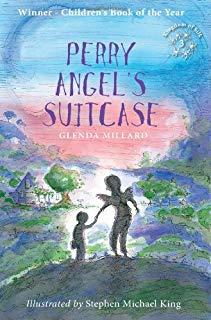 Winner - Children's Book of the Year
PERRY
ANGEL'S
SUITCASE
GLENDA MILLARD
Illustrated by Stephen Michael King